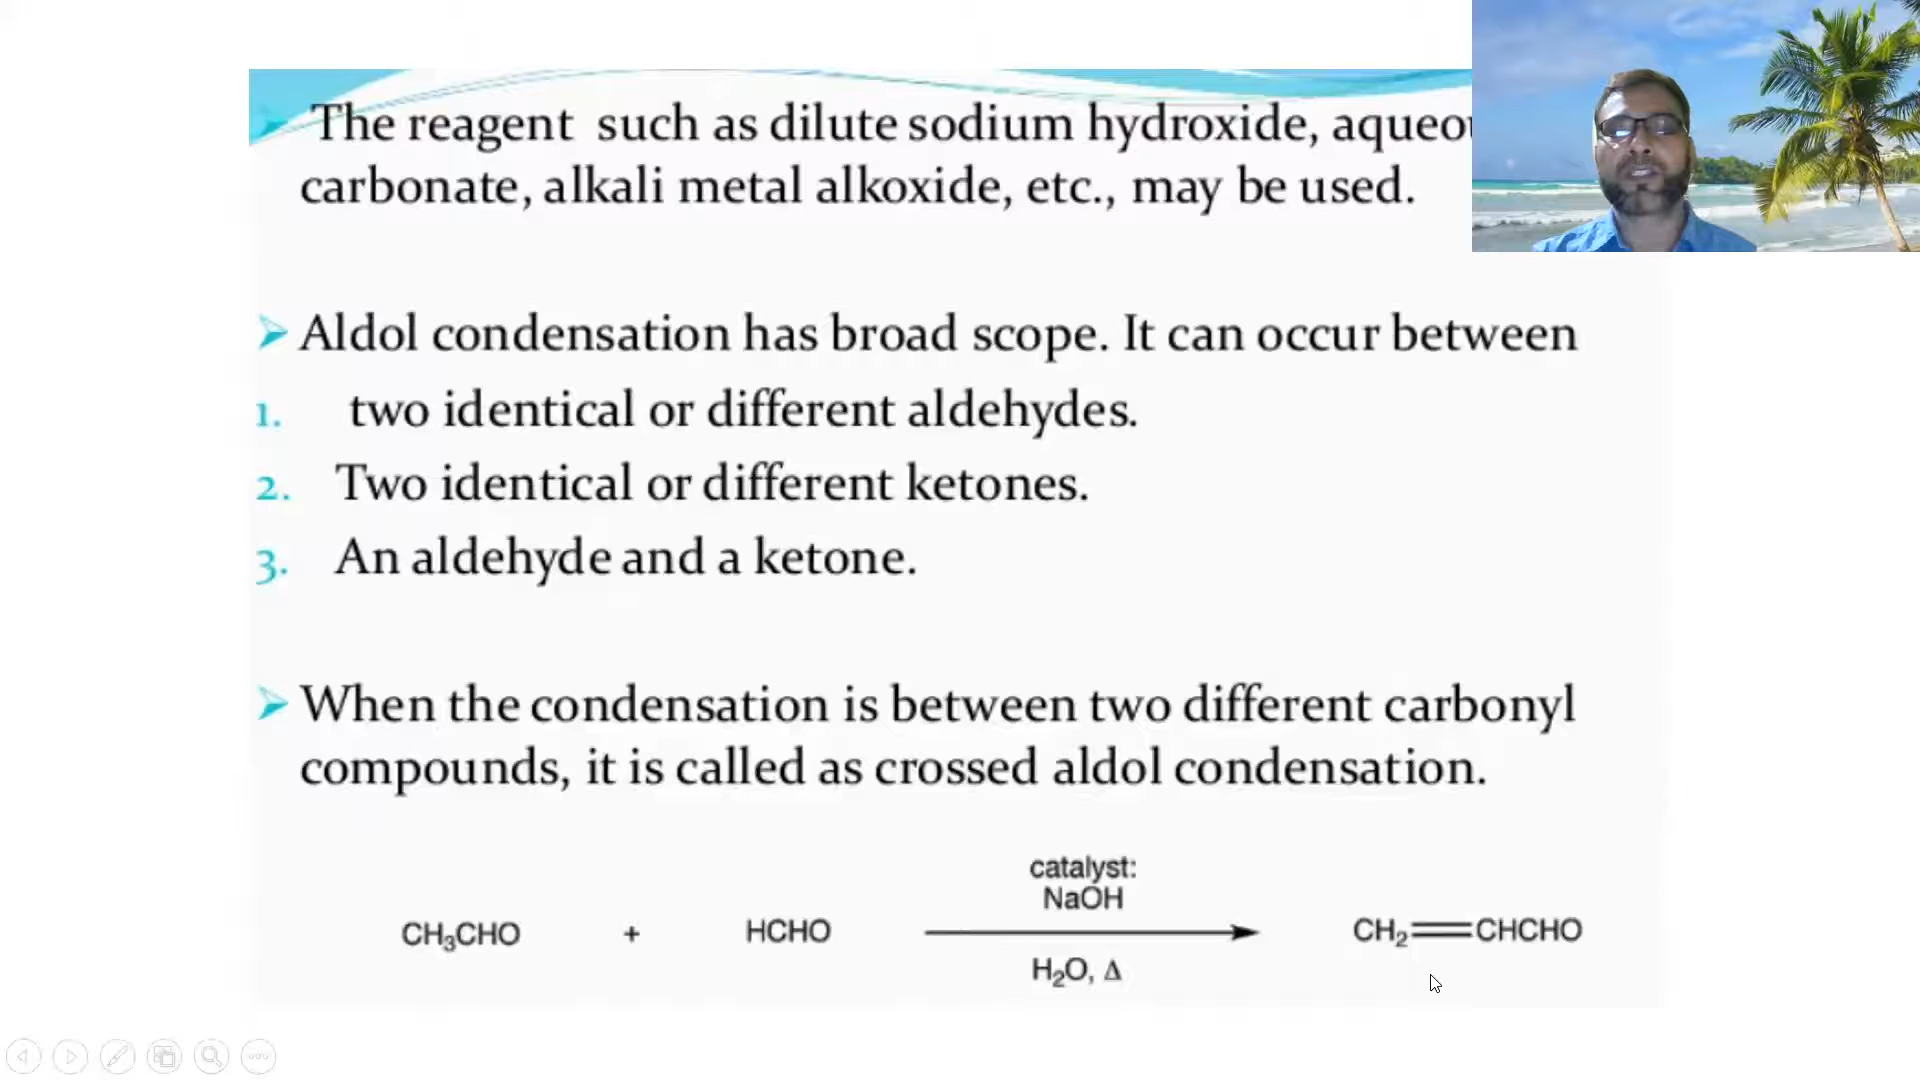 The reagent such as dilute sodium hydroxide,
carbonate, alkali metal alkoxide, etc., may be used.
Aldol condensation has broad scope. It can occur between
1. two identical or different aldehydes.
2. Two identical or different ketones.
3. An aldehyde and a ketone.
When the condensation is between two different carbonyl
compounds, it is called as crossed aldol condensation.
catalyst:
NaOH
CH₃CHO + HCHO CH₂=CHCHO
H₂O, Δ